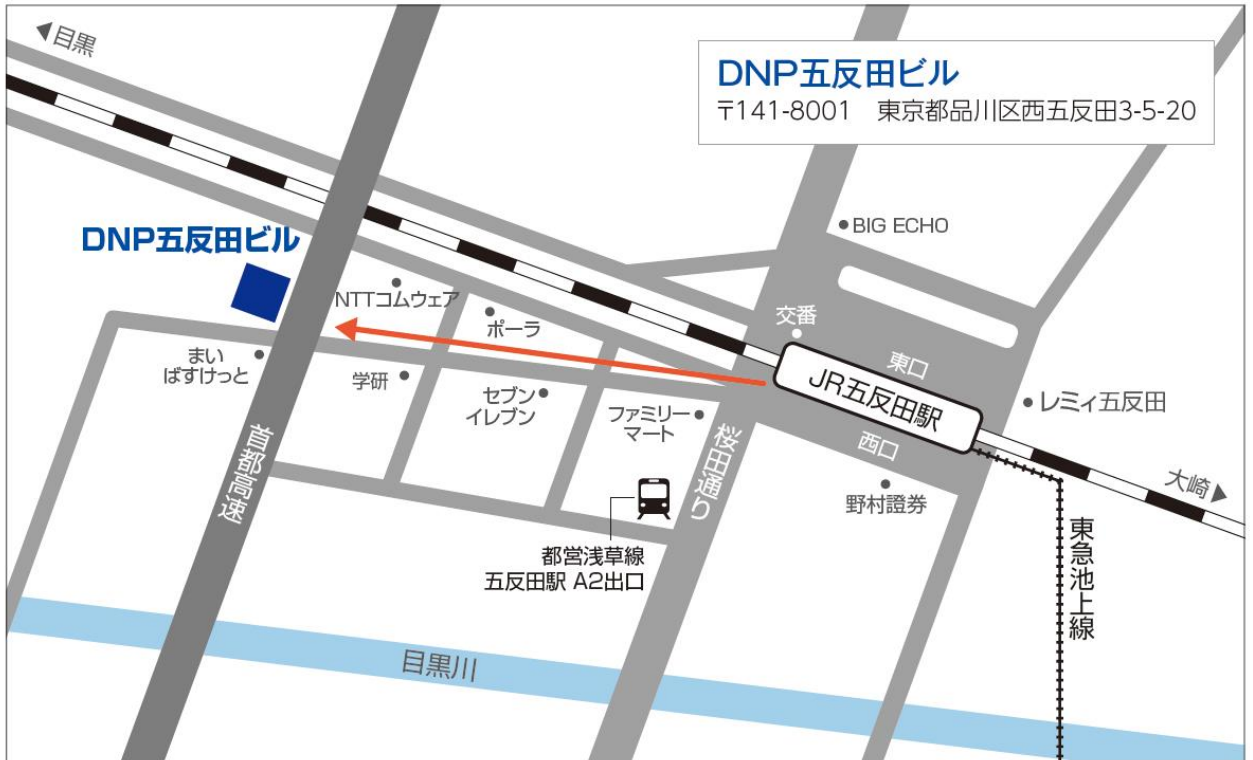 ◀目黒
DNP五反田ビル
〒141-8001　東京都品川区西五反田3-5-20
BIG ECHO
DNP五反田ビル
NTTコムウェア
ポーラ
交番
東口
JR五反田駅
西口
レミィ五反田
まい
ばすけっと
学研
セブン
イレブン
ファミリー
マート
桜田通り
首都高速
野村證券
大崎▶
都営浅草線
五反田駅 A2出口
東急池上線
目黒川